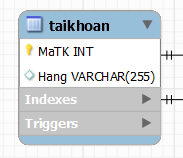 taikhoan
MaTK INT
Hang VARCHAR(255)
Indexes
Triggers